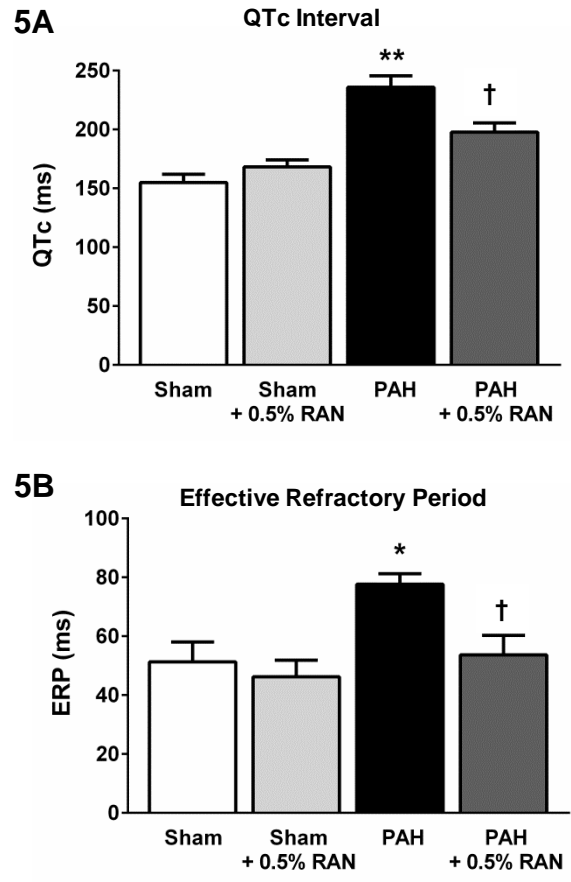 5A
QTc Interval
**
†
250
200
150
100
50
0
QTc (ms)
Sham
Sham
+ 0.5% RAN
PAH
PAH
+ 0.5% RAN
5B
Effective Refractory Period
*
†
100
80
60
40
20
0
ERP (ms)
Sham
Sham
+ 0.5% RAN
PAH
PAH
+ 0.5% RAN